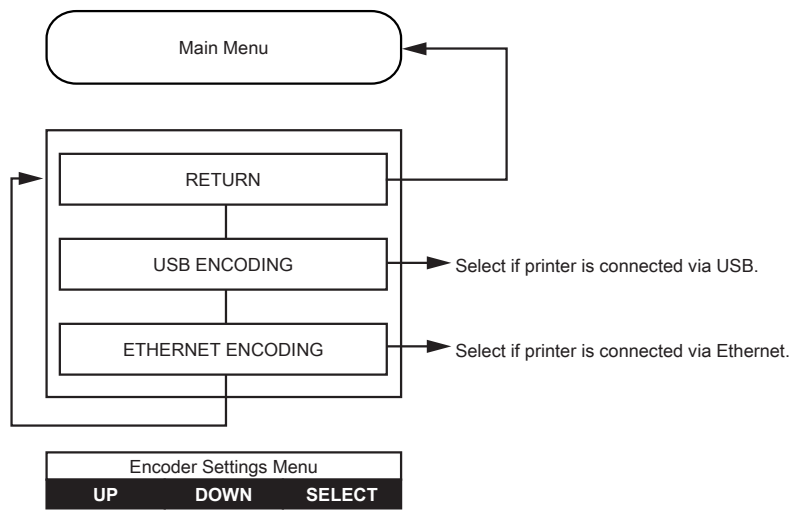 Main Menu
RETURN
USB ENCODING
Select if printer is connected via USB.
ETHERNET ENCODING
Select if printer is connected via Ethernet.
Encoder Settings Menu
UP DOWN SELECT